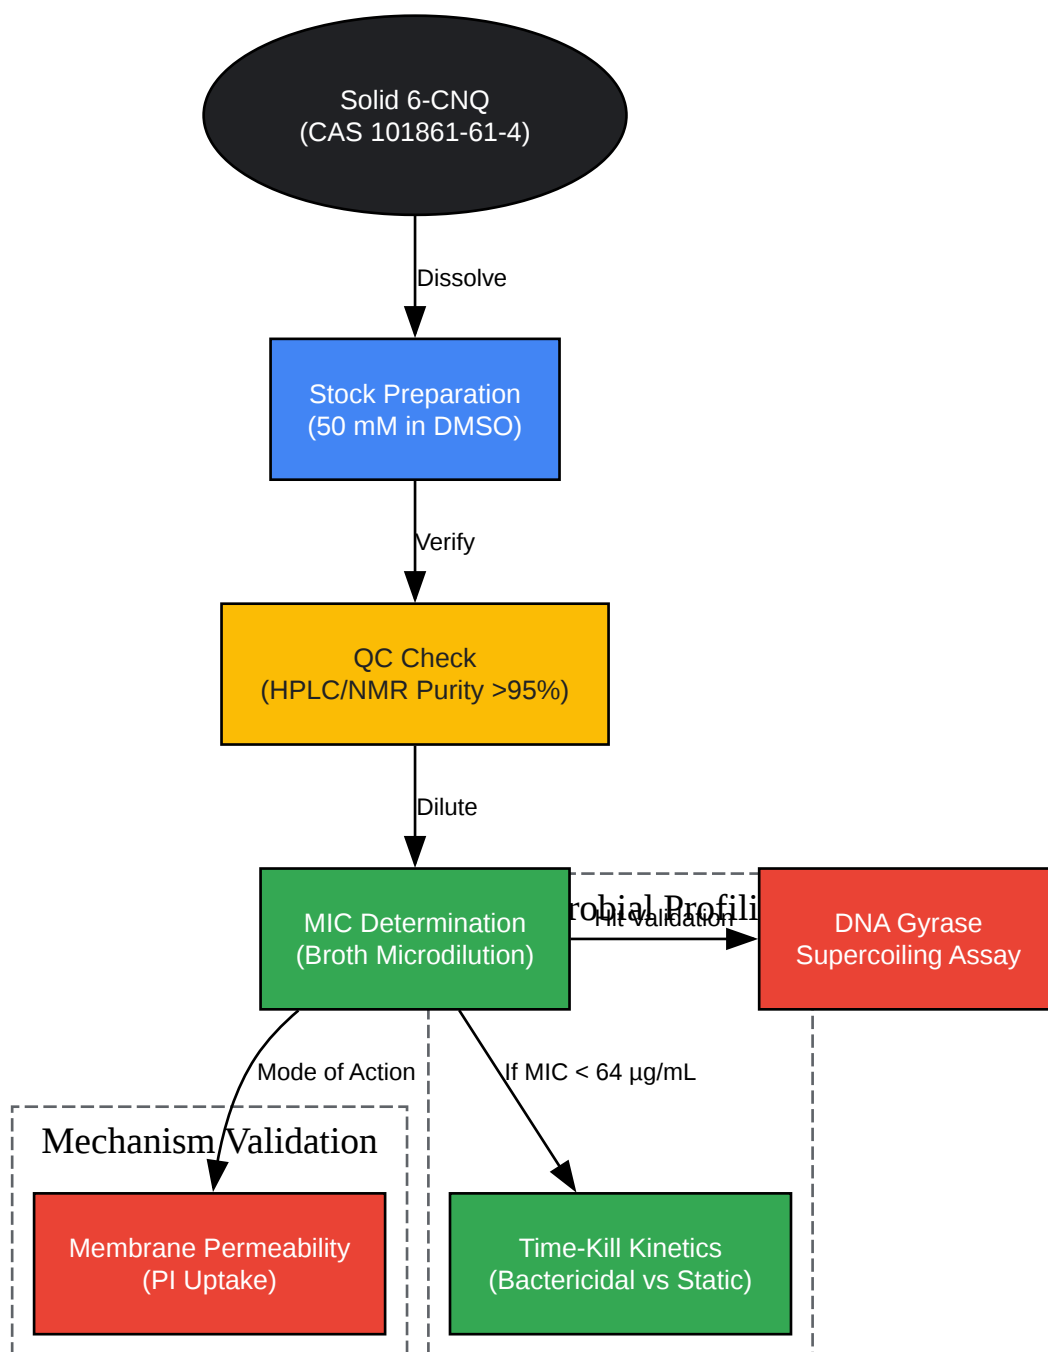 Solid 6-CNQ
(CAS 101861-61-4)
Dissolve
Stock Preparation
(50 mM in DMSO)
Verify
QC Check
(HPLC/NMR Purity >95%)
Dilute
MIC Determination
(Broth Microdilution)
Hit Validation
DNA Gyrase
Supercoiling Assay
Mode of Action
If MIC < 64 µg/mL
Mechanism Validation
Membrane Permeability
(PI Uptake)
Time-Kill Kinetics
(Bactericidal vs Static)